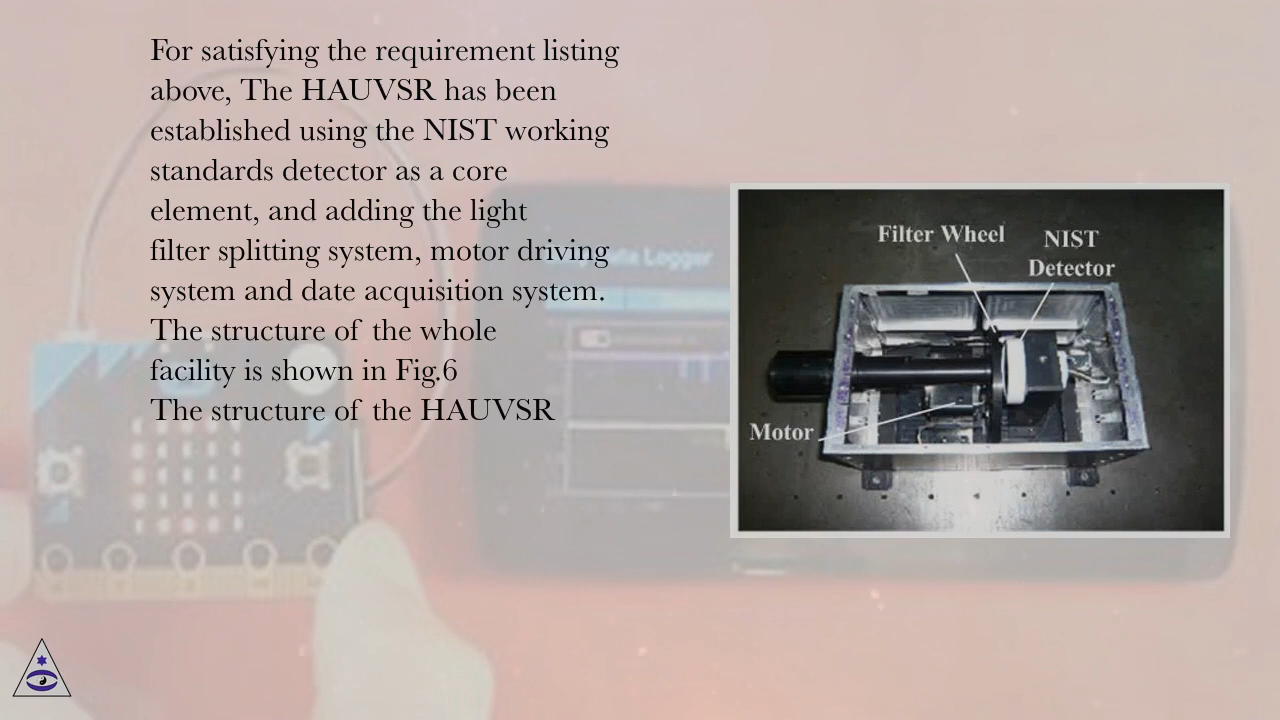 For satisfying the requirement listing
above, The HAUVSR has been
established using the NIST working
standards detector as a core
element, and adding the light
filter splitting system, motor driving
system and date acquisition system.
The structure of the whole
facility is shown in Fig.6
The structure of the HAUVSR
Filter Wheel
NIST
Detector
Motor
Logger